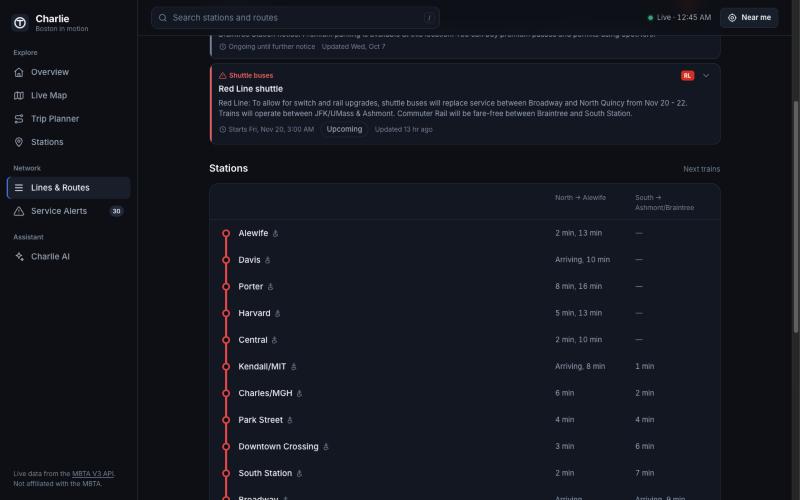 Charlie
Boston in motion
Search stations and routes
/
Live · 12:45 AM
Near me
Explore
Overview
Live Map
Trip Planner
Stations
Network
Lines & Routes
Service Alerts
30
Assistant
Charlie AI
Live data from the MBTA V3 API.
Not affiliated with the MBTA.
Ongoing until further notice Updated Wed, Oct 7
Shuttle buses
RL
Red Line shuttle
Red Line: To allow for switch and rail upgrades, shuttle buses will replace service between Broadway and North Quincy from Nov 20 - 22.
Trains will operate between JFK/UMass & Ashmont. Commuter Rail will be fare-free between Braintree and South Station.
Starts Fri, Nov 20, 3:00 AM Upcoming Updated 13 hr ago
Stations
Next trains
North → Alewife
South →
Ashmont/Braintree
Alewife 2 min, 13 min —
Davis Arriving, 10 min —
Porter 8 min, 16 min —
Harvard 5 min, 13 min —
Central 2 min, 10 min —
Kendall/MIT Arriving, 8 min 1 min
Charles/MGH 6 min 2 min
Park Street 4 min 4 min
Downtown Crossing 3 min 6 min
South Station 2 min 7 min
Broadway Arriving Arriving, 9 min